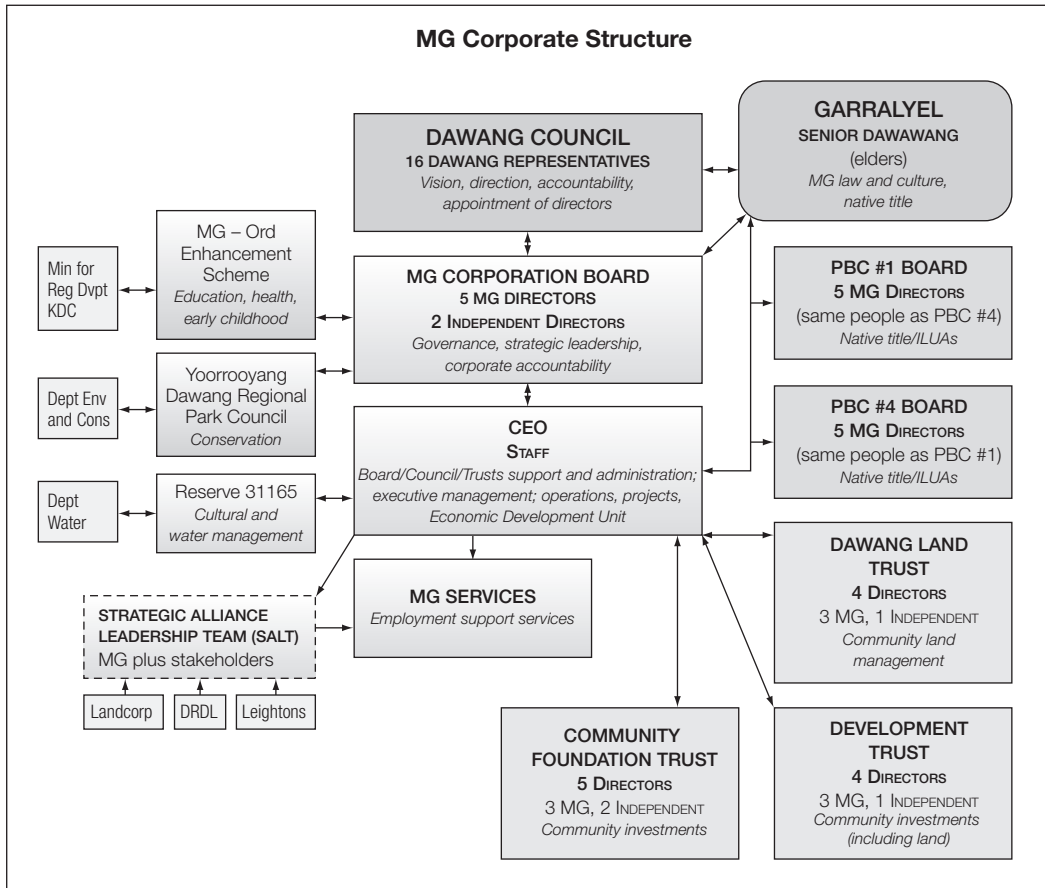 MG Corporate Structure
DAWANG COUNCIL
16 DAWANG REPRESENTATIVES
Vision, direction, accountability,
appointment of directors
GARRALYEL
SENIOR DAWAWANG
(elders)
MG law and culture,
native title
Min for
Reg Dvpt
KDC
MG – Ord
Enhancement
Scheme
Education, health,
early childhood
MG CORPORATION BOARD
5 MG DIRECTORS
2 INDEPENDENT DIRECTORS
Governance, strategic leadership,
corporate accountability
PBC #1 BOARD
5 MG DIRECTORS
(same people as PBC #4)
Native title/ILUAs
Dept Env
and Cons
Yoorrooyang
Dawang Regional
Park Council
Conservation
CEO
STAFF
Board/Council/Trusts support and administration;
executive management; operations, projects,
Economic Development Unit
PBC #4 BOARD
5 MG DIRECTORS
(same people as PBC #1)
Native title/ILUAs
Dept
Water
Reserve 31165
Cultural and
water management
MG SERVICES
Employment support services
DAWANG LAND
TRUST
4 DIRECTORS
3 MG, 1 INDEPENDENT
Community land
management
STRATEGIC ALLIANCE
LEADERSHIP TEAM (SALT)
MG plus stakeholders
Landcorp
DRDL
Leightons
COMMUNITY
FOUNDATION TRUST
5 DIRECTORS
3 MG, 2 INDEPENDENT
Community investments
DEVELOPMENT
TRUST
4 DIRECTORS
3 MG, 1 INDEPENDENT
Community investments
(including land)